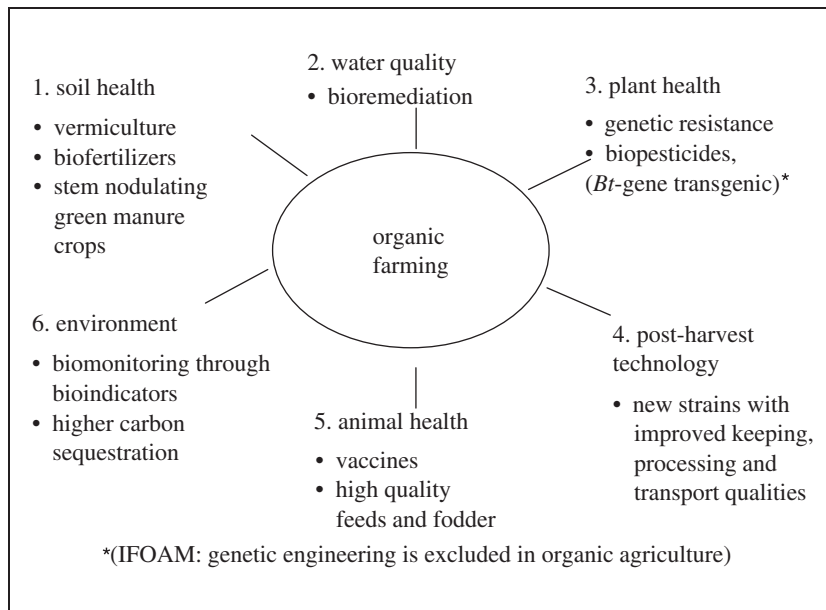 1. soil health
• vermiculture
• biofertilizers
• stem nodulating
green manure
crops
2. water quality
• bioremediation
3. plant health
• genetic resistance
• biopesticides,
(Bt-gene transgenic)*
organic
farming
6. environment
• biomonitoring through
bioindicators
• higher carbon
sequestration
5. animal health
• vaccines
• high quality
feeds and fodder
4. post-harvest
technology
• new strains with
improved keeping,
processing and
transport qualities
*(IFOAM: genetic engineering is excluded in organic agriculture)